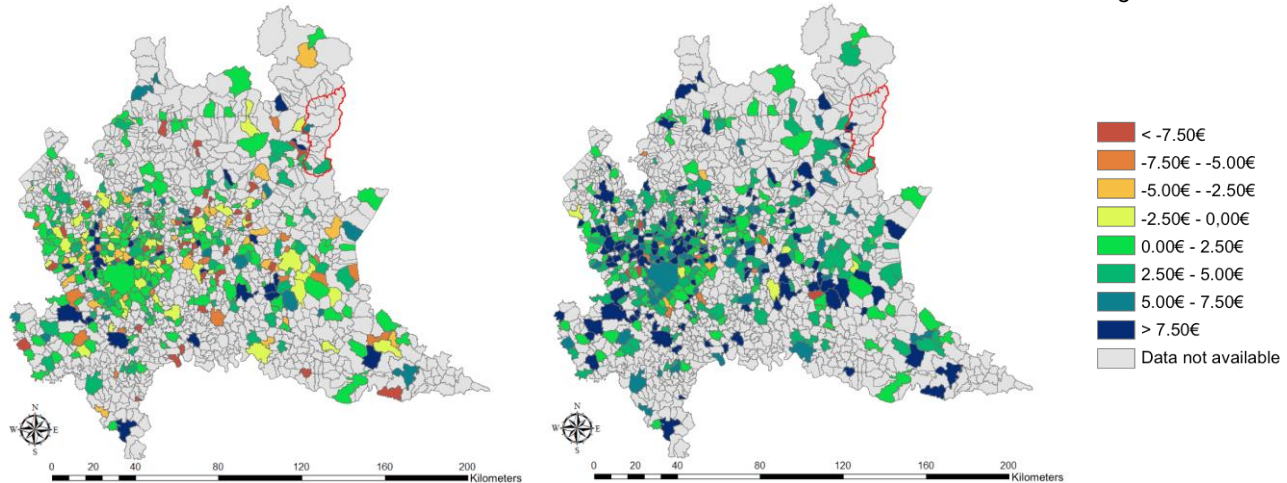 < -7.50€
-7.50€ - -5.00€
-5.00€ - -2.50€
-2.50€ - 0,00€
0.00€ - 2.50€
2.50€ - 5.00€
5.00€ - 7.50€
> 7.50€
Data not available
N
W E
S
0 20 40 80 120 160 200
Kilometers
N
W E
S
0 20 40 80 120 160 200
Kilometers